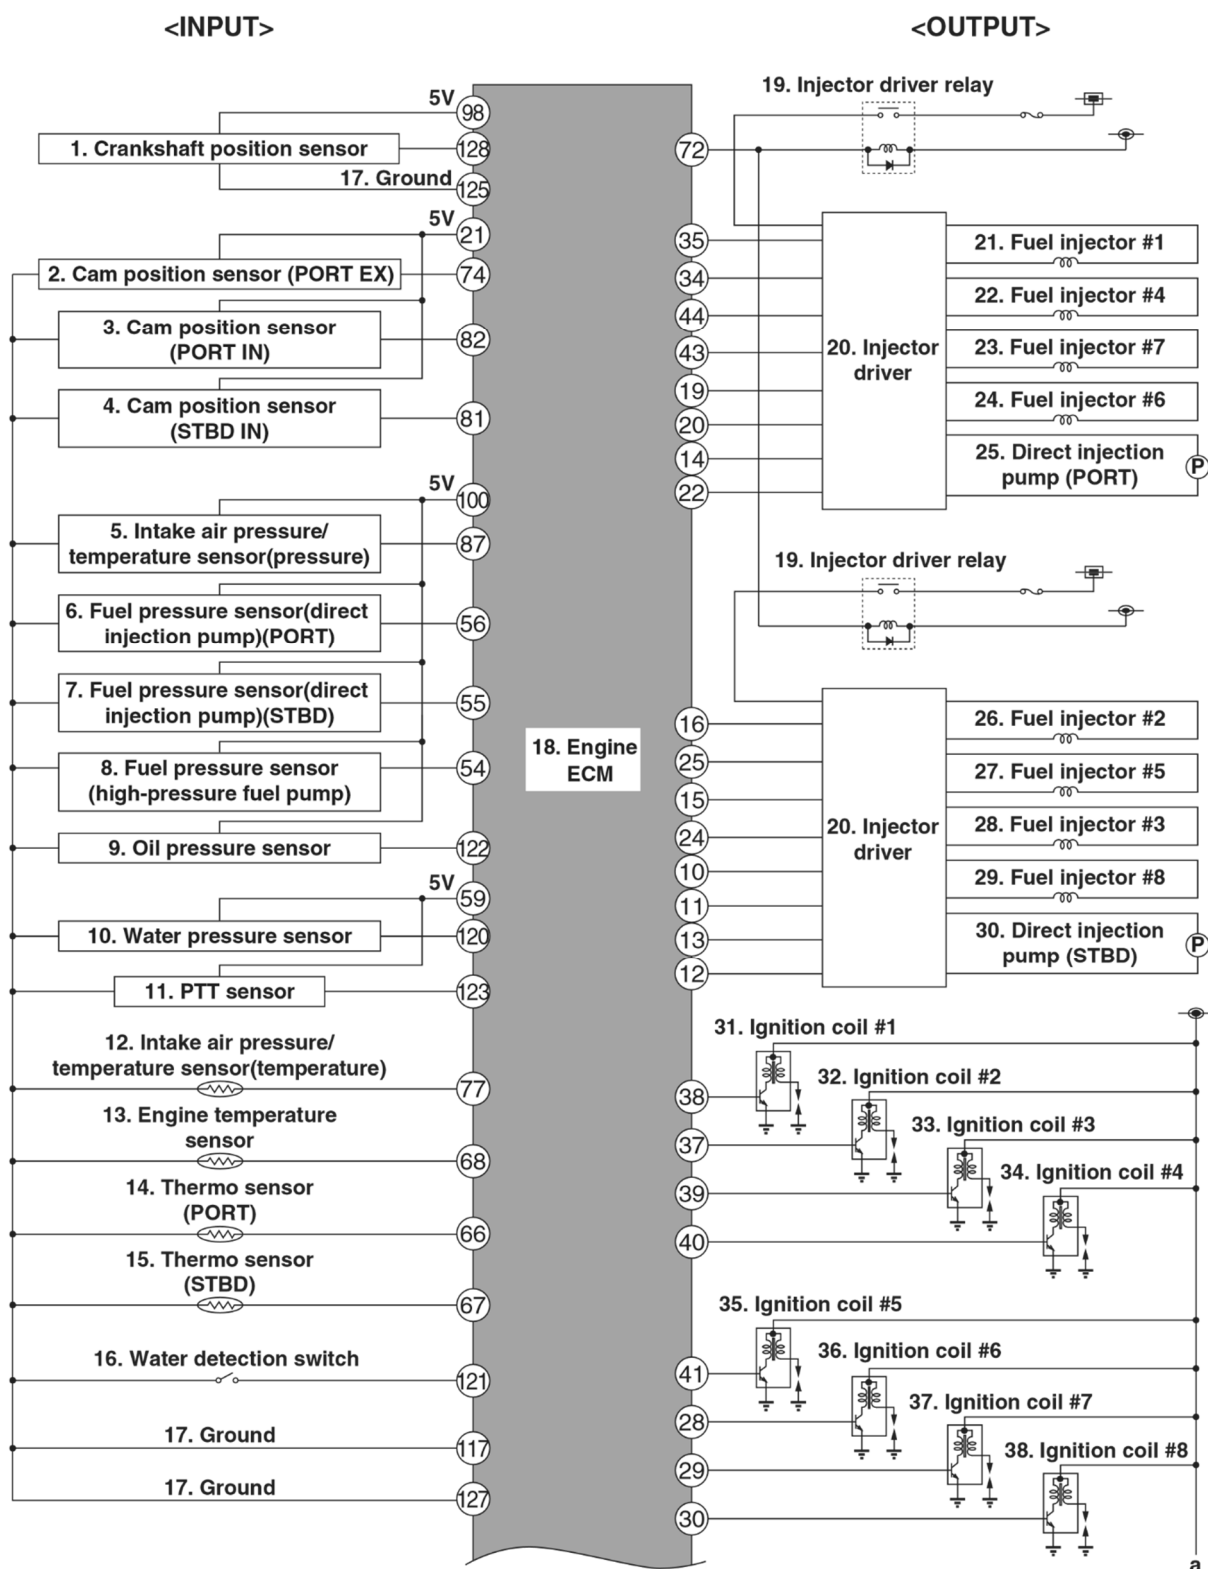 <INPUT>
<OUTPUT>
5V
98
1. Crankshaft position sensor
128
17. Ground
125
5V
21
2. Cam position sensor (PORT EX)
74
3. Cam position sensor
(PORT IN)
82
4. Cam position sensor
(STBD IN)
81
5V
100
5. Intake air pressure/
temperature sensor(pressure)
87
6. Fuel pressure sensor(direct
injection pump)(PORT)
56
7. Fuel pressure sensor(direct
injection pump)(STBD)
55
8. Fuel pressure sensor
(high-pressure fuel pump)
54
9. Oil pressure sensor
122
5V
59
10. Water pressure sensor
120
11. PTT sensor
123
12. Intake air pressure/
temperature sensor(temperature)
77
13. Engine temperature
sensor
68
14. Thermo sensor
(PORT)
66
15. Thermo sensor
(STBD)
67
16. Water detection switch
121
17. Ground
117
17. Ground
127
18. Engine
ECM
19. Injector driver relay
72
35
34
44
43
19
20
14
22
20. Injector
driver
21. Fuel injector #1
22. Fuel injector #4
23. Fuel injector #7
24. Fuel injector #6
25. Direct injection
pump (PORT)
P
19. Injector driver relay
16
25
15
24
10
11
13
12
20. Injector
driver
26. Fuel injector #2
27. Fuel injector #5
28. Fuel injector #3
29. Fuel injector #8
30. Direct injection
pump (STBD)
P
31. Ignition coil #1
38
32. Ignition coil #2
37
33. Ignition coil #3
39
34. Ignition coil #4
40
35. Ignition coil #5
41
36. Ignition coil #6
28
37. Ignition coil #7
29
38. Ignition coil #8
30
a